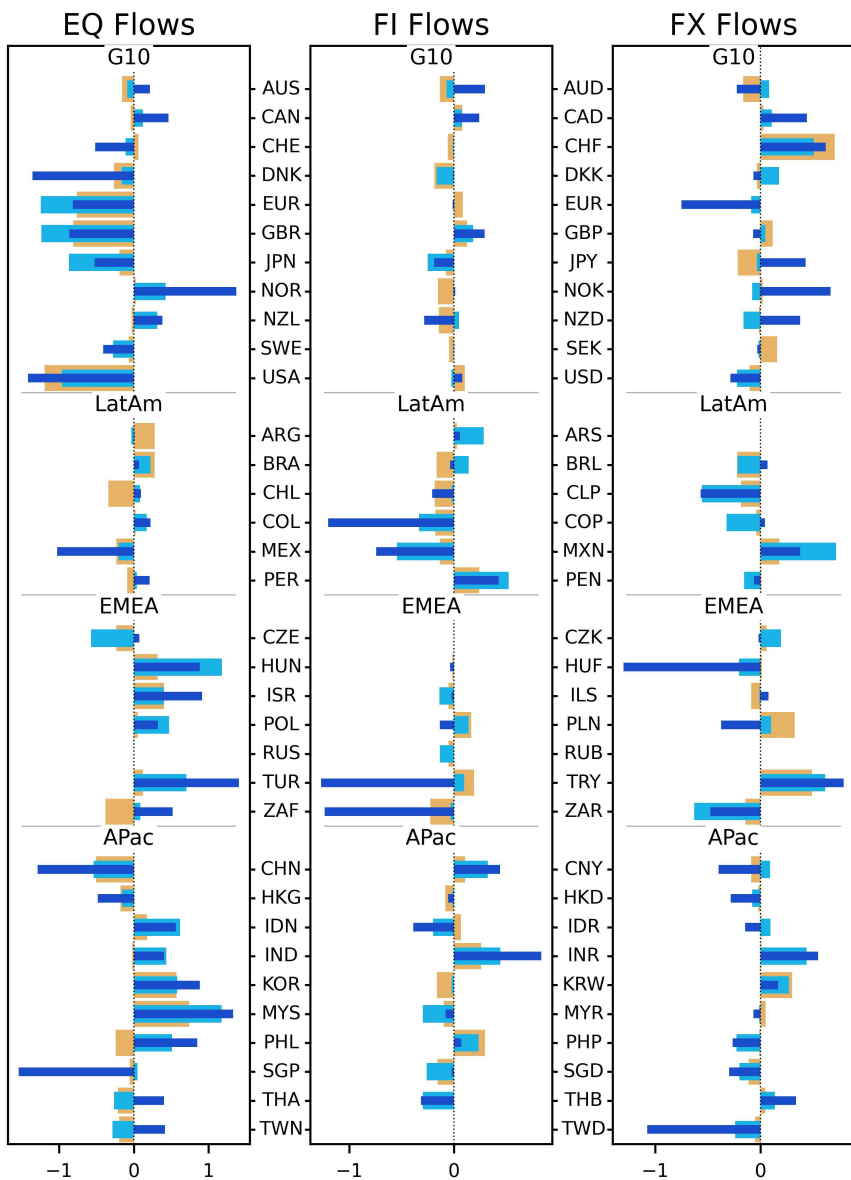 EQ Flows FI Flows FX Flows
G10 G10 G10
AUS AUD
CAN CAD
CHE CHF
DNK DKK
EUR EUR
GBR GBP
JPN JPY
NOR NOK
NZL NZD
SWE SEK
USA USD
LatAm LatAm LatAm
ARG ARS
BRA BRL
CHL CLP
COL COP
MEX MXN
PER PEN
EMEA EMEA EMEA
CZE CZK
HUN HUF
ISR ILS
POL PLN
RUS RUB
TUR TRY
ZAF ZAR
APac APac APac
CHN CNY
HKG HKD
IDN IDR
IND INR
KOR KRW
MYS MYR
PHL PHP
SGP SGD
THA THB
TWN TWD
−1 0 1 −1 0 −1 0